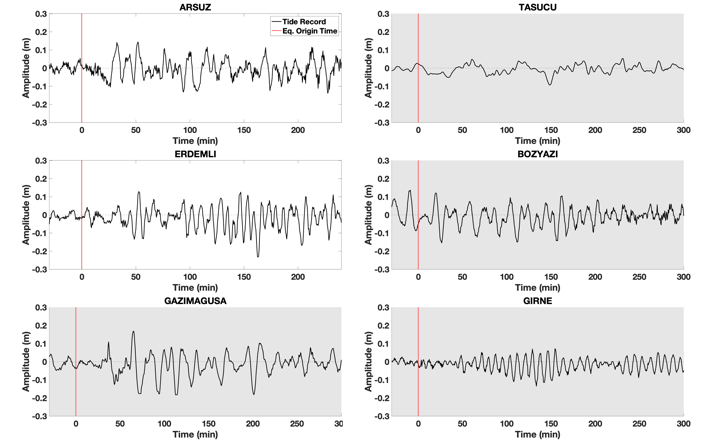 ARSUZ
Tide Record
Eq. Origin Time
Amplitude (m)
0.3
0.2
0.1
0
-0.1
-0.2
-0.3
0 50 100 150 200
Time (min)
TASUCU
Amplitude (m)
0.3
0.2
0.1
0
-0.1
-0.2
-0.3
0 50 100 150 200 250 300
Time (min)
ERDEMLI
Amplitude (m)
0.3
0.2
0.1
0
-0.1
-0.2
-0.3
0 50 100 150 200
Time (min)
BOZYAZI
Amplitude (m)
0.3
0.2
0.1
0
-0.1
-0.2
-0.3
0 50 100 150 200 250 300
Time (min)
GAZIMAGUSA
Amplitude (m)
0.3
0.2
0.1
0
-0.1
-0.2
-0.3
0 50 100 150 200 250 30
Time (min)
GIRNE
Amplitude (m)
0.3
0.2
0.1
0
-0.1
-0.2
-0.3
0 50 100 150 200 250 300
Time (min)